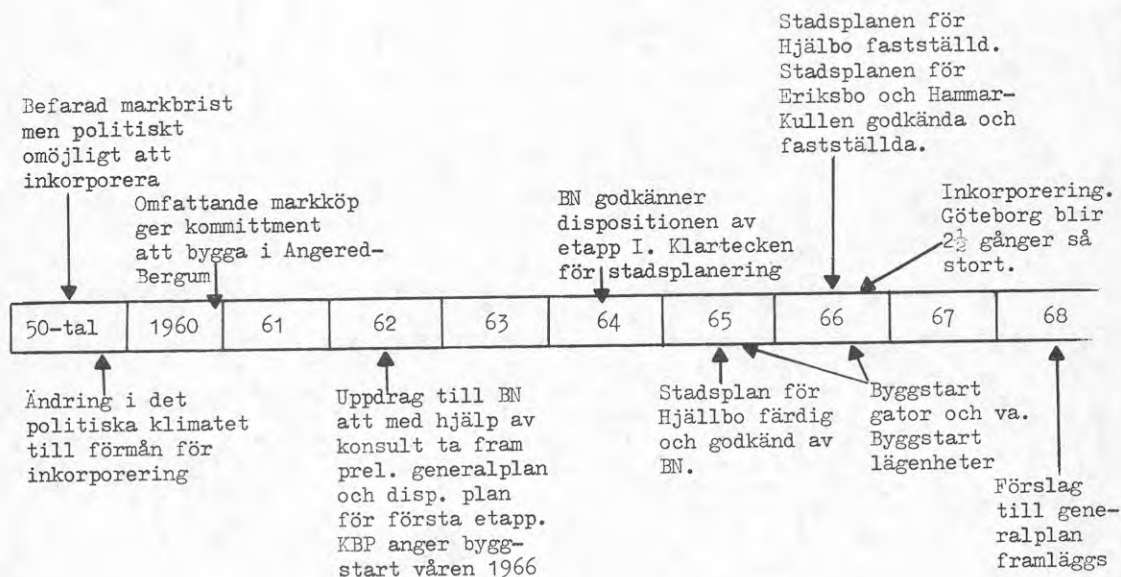 Befarad markbrist
men politiskt
omöjligt att
inkorporera
Omfattande markköp
ger kommittment
att bygga i Angered-
Bergum
BN godkänner
dispositionen av
etapp I. Klartecken
för stadsplanering
Stadsplanen för
Hjälbo fastställd.
Stadsplanen för
Eriksbo och Hammar-
Kullen godkända och
fastställda.
Inkorporering.
Göteborg blir
2½ gånger så
stort.
50-tal 1960 61 62 63 64 65 66 67 68
Ändring i det
politiska klimatet
till förmån för
inkorporering
Uppdrag till BN
att med hjälp av
konsult ta fram
prel. generalplan
och disp. plan
för första etapp.
KBP anger bygg-
start våren 1966
Stadsplan för
Hjällbo färdig
och godkänd av
BN.
Byggstart
gator och va.
Byggstart
lägenheter
Förslag
till gene-
ralplan
framläggs